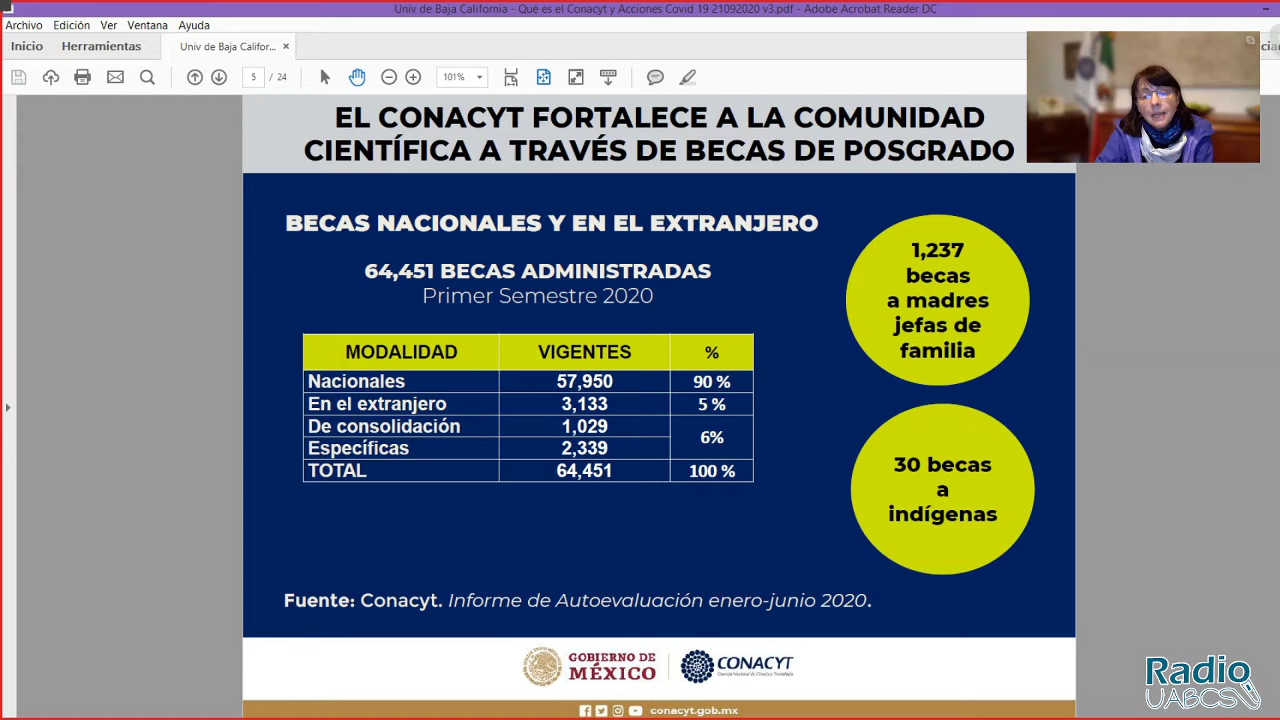 Univ de Baja California - Qué es el Conacyt y Acciones Covid 19 21092020 v3.pdf - Adobe Acrobat Reader DC
Archivo Edición Ver Ventana Ayuda
Inicio Herramientas Univ de Baja Califor... ×
5 / 24 101%
EL CONACYT FORTALECE A LA COMUNIDAD
CIENTÍFICA A TRAVÉS DE BECAS DE POSGRADO
BECAS NACIONALES Y EN EL EXTRANJERO
64,451 BECAS ADMINISTRADAS
Primer Semestre 2020
MODALIDAD VIGENTES %
Nacionales 57,950 90 %
En el extranjero 3,133 5 %
De consolidación 1,029 6%
Específicas 2,339
TOTAL 64,451 100 %
1,237
becas
a madres
jefas de
familia
30 becas
a
indígenas
Fuente: Conacyt. Informe de Autoevaluación enero-junio 2020.
GOBIERNO DE
MÉXICO
CONACYT
Consejo Nacional de Ciencia y Tecnología
conacyt.gob.mx
Radio
UABCS